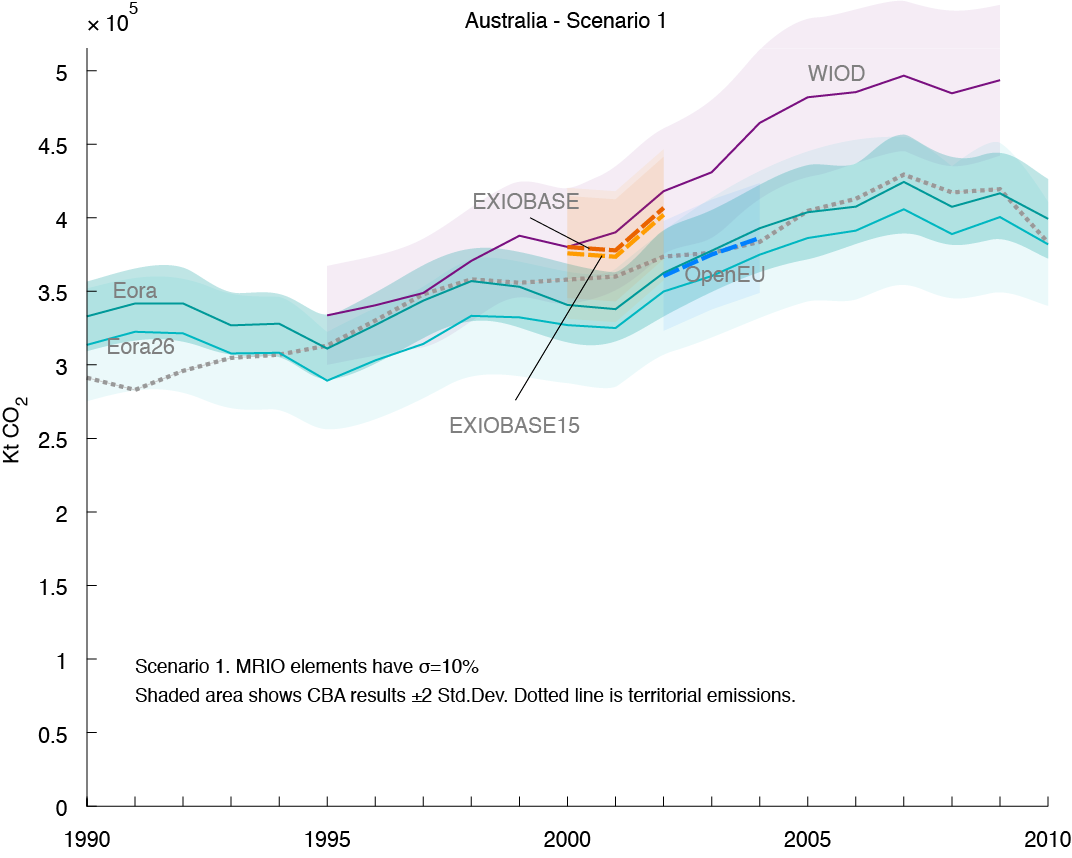 × 10⁵
Australia - Scenario 1
5
4.5
4
3.5
3
2.5
2
1.5
1
0.5
0
Kt CO₂
WIOD
EXIOBASE
OpenEU
Eora
Eora26
EXIOBASE15
Scenario 1. MRIO elements have σ=10%
Shaded area shows CBA results ±2 Std.Dev. Dotted line is territorial emissions.
1990 1995 2000 2005 2010